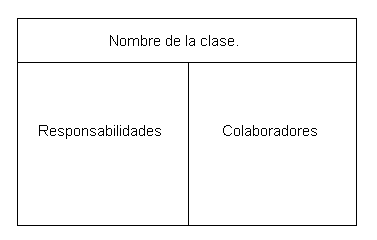 Nombre de la clase.
Responsabilidades
Colaboradores